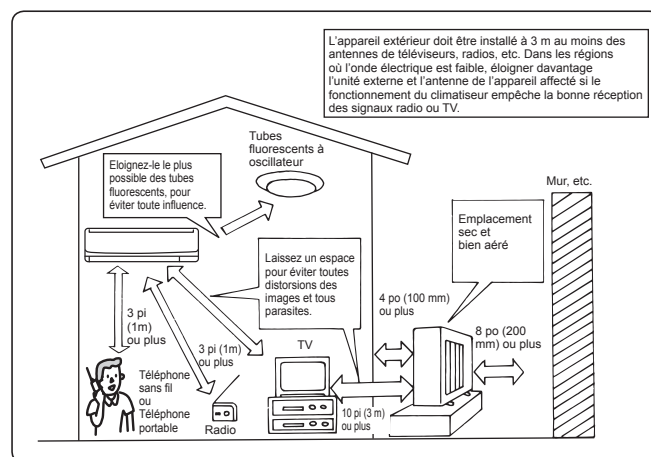 L'appareil extérieur doit être installé à 3 m au moins des
antennes de téléviseurs, radios, etc. Dans les régions
où l'onde électrique est faible, éloigner davantage
l'unité externe et l'antenne de l'appareil affecté si le
fonctionnement du climatiseur empêche la bonne réception
des signaux radio ou TV.
Tubes
fluorescents à
oscillateur
Eloignez-le le plus
possible des tubes
fluorescents, pour
éviter toute influence.
Mur, etc.
Emplacement
sec et
bien aéré
Laissez un espace
pour éviter toutes
distorsions des
images et tous
parasites.
4 po (100 mm)
ou plus
8 po (200
mm) ou plus
3 pi
(1m)
ou plus
3 pi (1m)
ou plus
TV
Téléphone
sans fil
ou
Téléphone
portable
Radio
10 pi (3 m)
ou plus